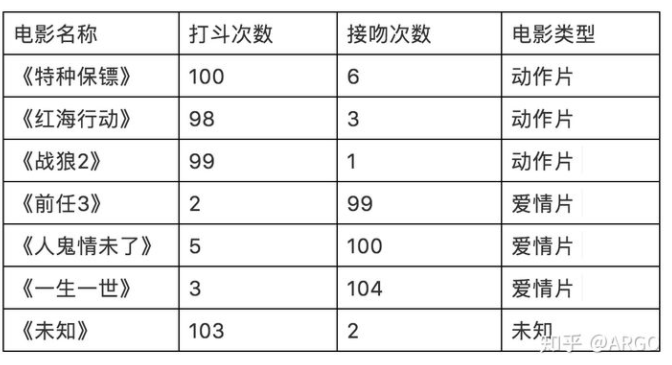 电影名称 打斗次数 接吻次数 电影类型
《特种保镖》 100 6 动作片
《红海行动》 98 3 动作片
《战狼2》 99 1 动作片
《前任3》 2 99 爱情片
《人鬼情未了》 5 100 爱情片
《一生一世》 3 104 爱情片
《未知》 103 2 未知
知乎 @ARGO